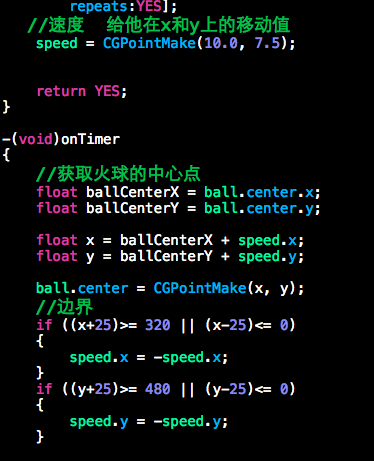 repeats:YES];
//速度  给他在x和y上的移动值
speed = CGPointMake(10.0, 7.5);
return YES;
}
-(void)onTimer
{
//获取火球的中心点
float ballCenterX = ball.center.x;
float ballCenterY = ball.center.y;
float x = ballCenterX + speed.x;
float y = ballCenterY + speed.y;
ball.center = CGPointMake(x, y);
//边界
if ((x+25)>= 320 || (x-25)<= 0)
{
speed.x = -speed.x;
}
if ((y+25)>= 480 || (y-25)<= 0)
{
speed.y = -speed.y;
}